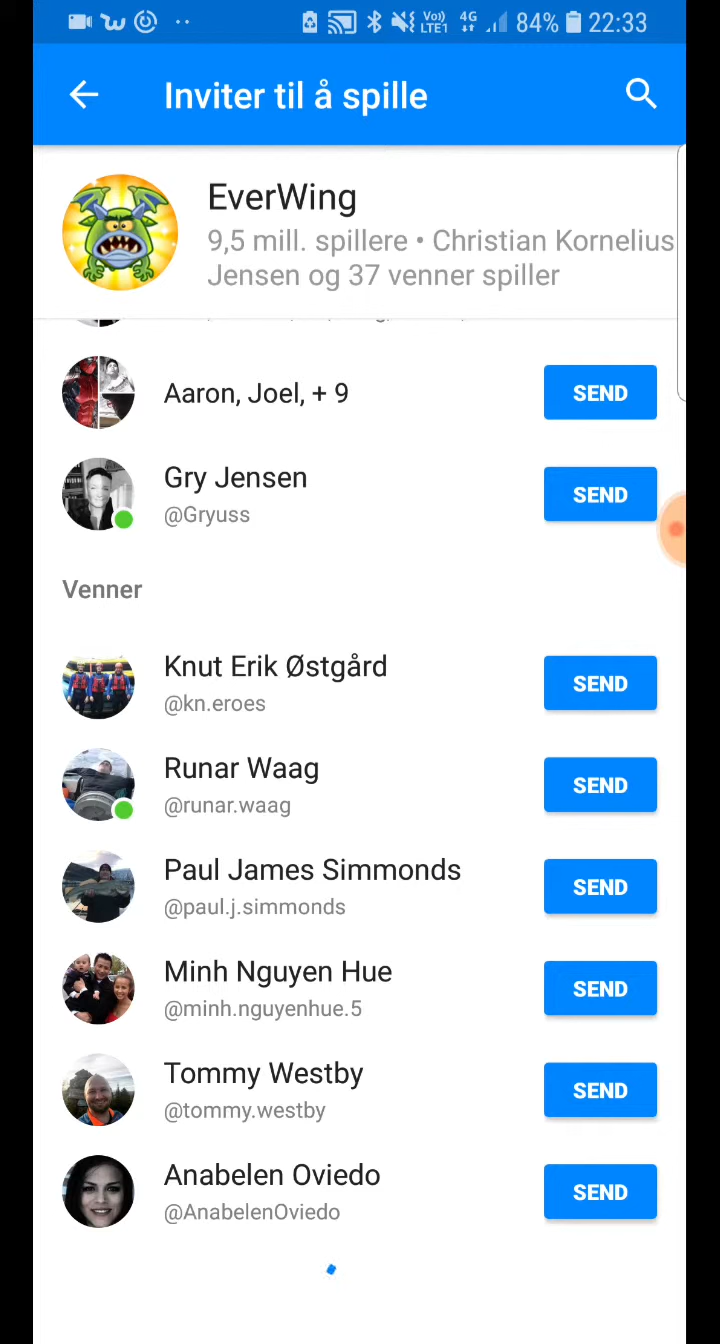 Vo)) 4G 84% 22:33
LTE1
Inviter til å spille
EverWing
9,5 mill. spillere • Christian Kornelius
Jensen og 37 venner spiller
Aaron, Joel, + 9
SEND
Gry Jensen
@Gryuss
SEND
Venner
Knut Erik Østgård
@kn.eroes
SEND
Runar Waag
@runar.waag
SEND
Paul James Simmonds
@paul.j.simmonds
SEND
Minh Nguyen Hue
@minh.nguyenhue.5
SEND
Tommy Westby
@tommy.westby
SEND
Anabelen Oviedo
@AnabelenOviedo
SEND